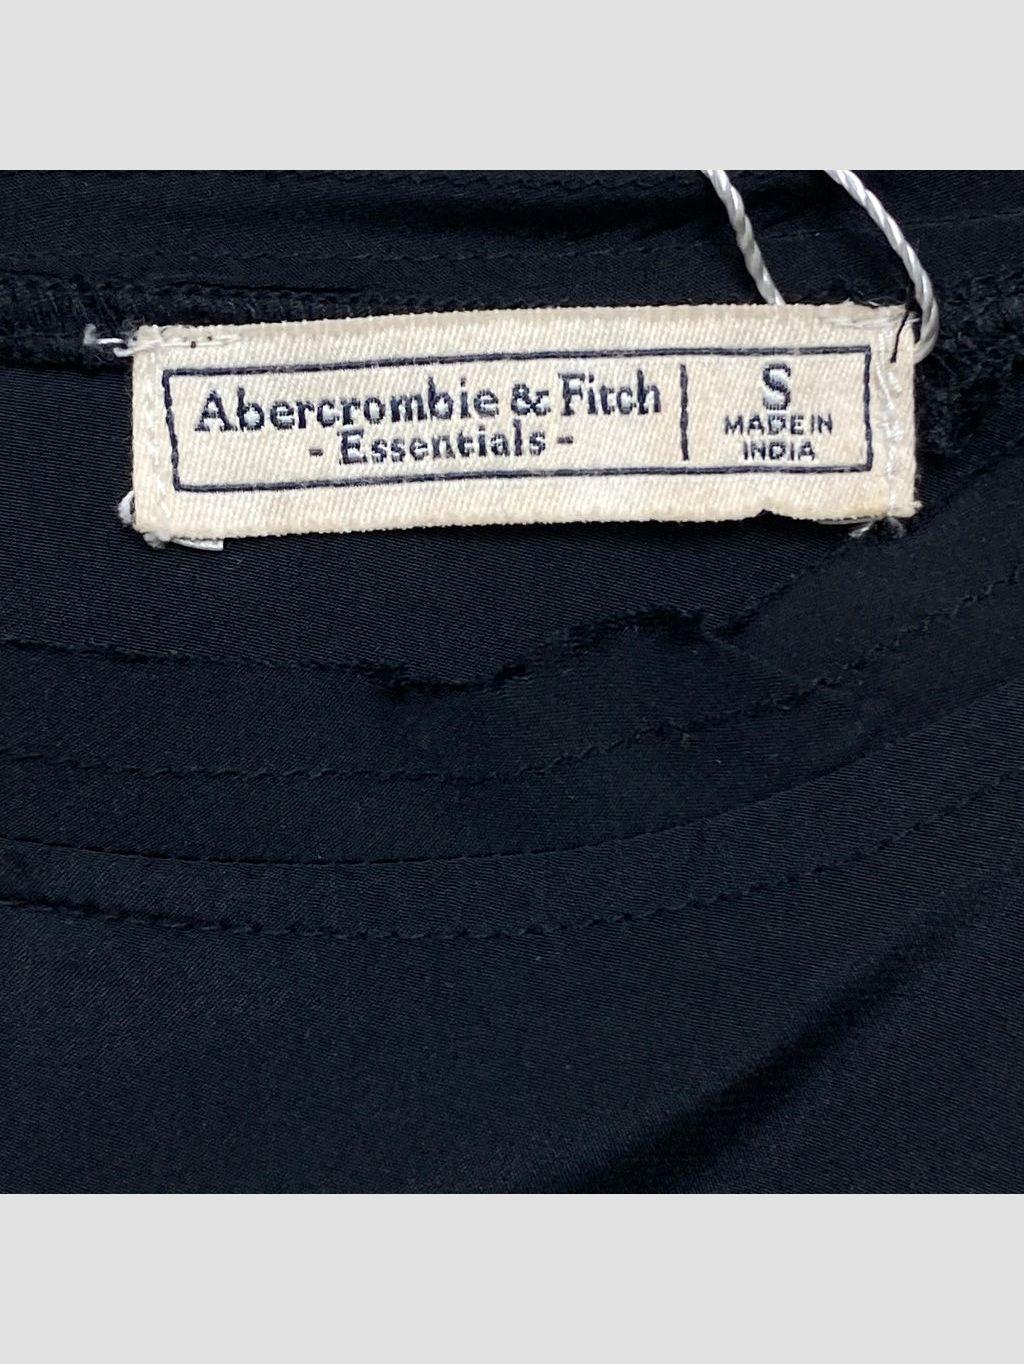 Abercrombie & Fitch
- Essentials -
S
MADE IN
INDIA